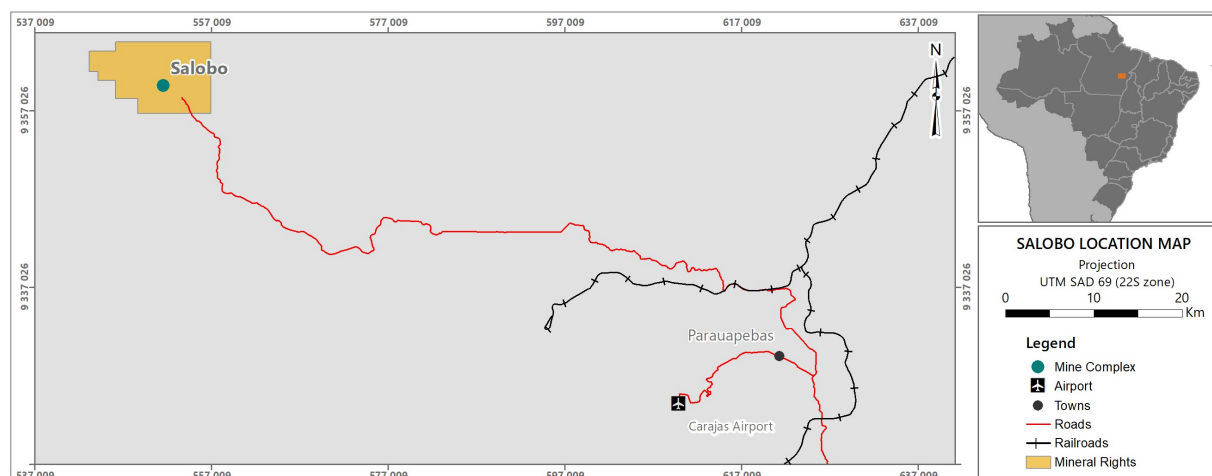 537 009 557 009 577 009 597 009 617 009 637 009
Salobo
N
9 357 026 9 357 026
9 337 026 9 337 026
Parauapebas
Carajas Airport
537 009 557 009 577 009 597 009 617 009 637 009
SALOBO LOCATION MAP
Projection
UTM SAD 69 (22S zone)
0 10 20
Km
Legend
Mine Complex
Airport
Towns
Roads
Railroads
Mineral Rights